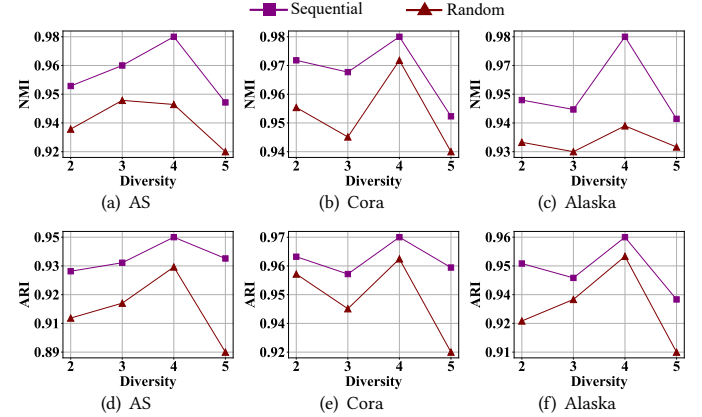 Sequential Random
0.98
0.96
0.94
0.94
0.92
NMI
2 3 4 5
Diversity
(a) AS
0.98
0.97
0.96
0.95
0.94
NMI
2 3 4 5
Diversity
(b) Cora
0.98
0.97
0.95
0.94
0.93
NMI
2 3 4 5
Diversity
(c) Alaska
0.95
0.93
0.92
0.91
0.89
ARI
2 3 4 5
Diversity
(d) AS
0.97
0.96
0.94
0.93
0.92
ARI
2 3 4 5
Diversity
(e) Cora
0.96
0.94
0.94
0.92
0.91
ARI
2 3 4 5
Diversity
(f) Alaska